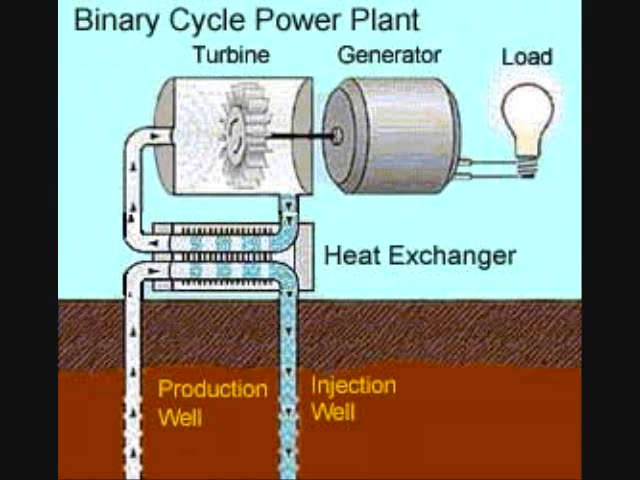 Binary Cycle Power Plant
Turbine
Generator
Load
Heat Exchanger
Production
Well
Injection
Well